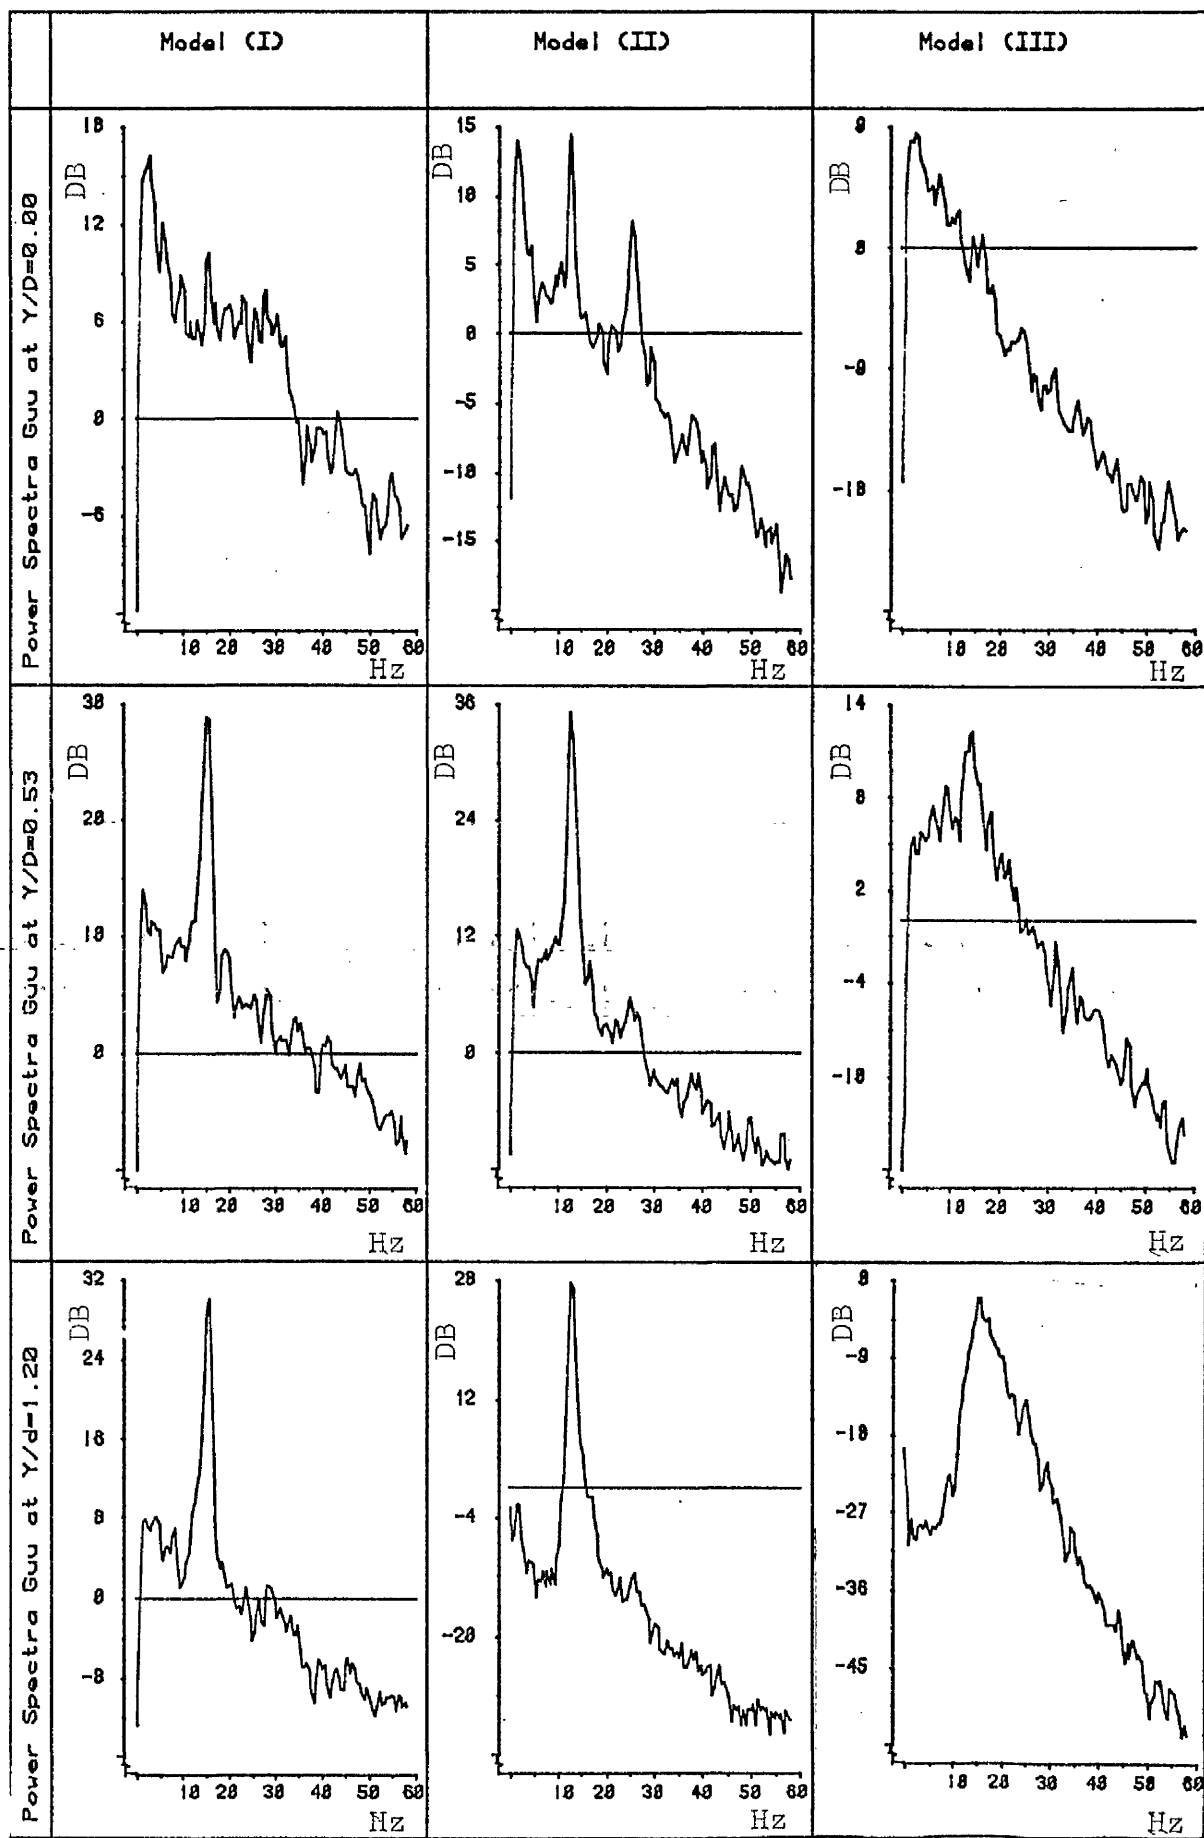 Model (I) Model (II) Model (III)
Power Spectra Guu at Y/D=0.00
DB
18
12
6
0
-6
10 20 30 40 50 60
Hz
DB
15
10
5
0
-5
-10
-15
10 20 30 40 50 60
Hz
DB
9
0
-9
-18
10 20 30 40 50 60
Hz
Power Spectra Guu at Y/D=0.53
DB
30
20
10
0
10 20 30 40 50 60
Hz
DB
36
24
12
0
10 20 30 40 50 60
Hz
DB
14
8
2
-4
-10
10 20 30 40 50 60
Hz
Power Spectra Guu at Y/d=1.20
DB
32
24
16
8
0
-8
10 20 30 40 50 60
Hz
DB
28
12
-4
-20
10 20 30 40 50 60
Hz
DB
0
-9
-18
-27
-36
-45
10 20 30 40 50 60
Hz